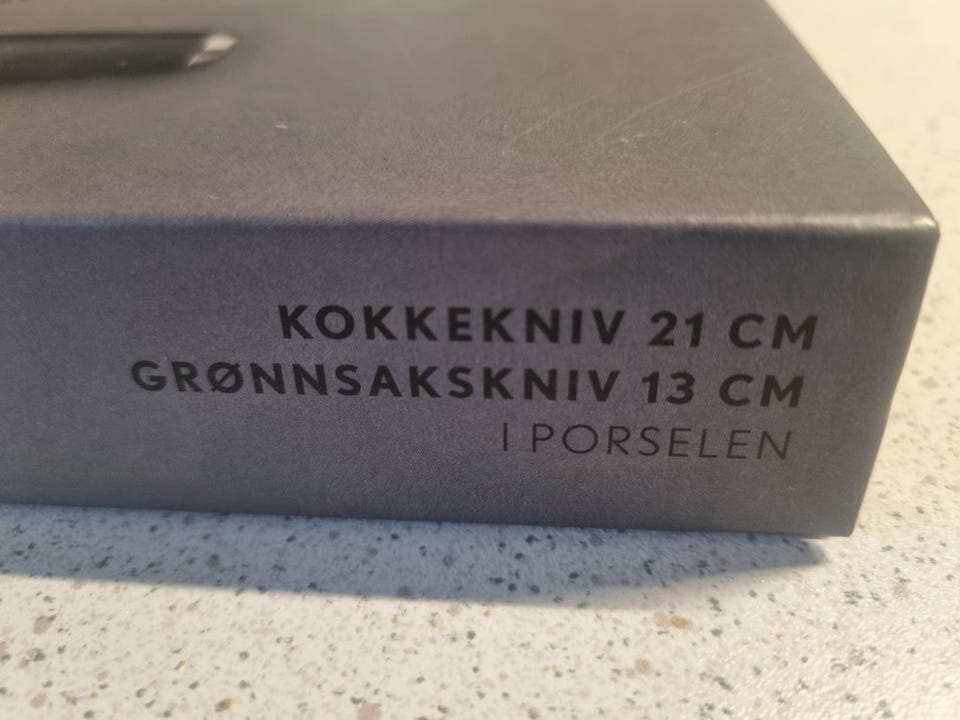 KOKKEKNIV 21 CM
GRØNNSAKSKNIV 13 CM
I PORSELEN